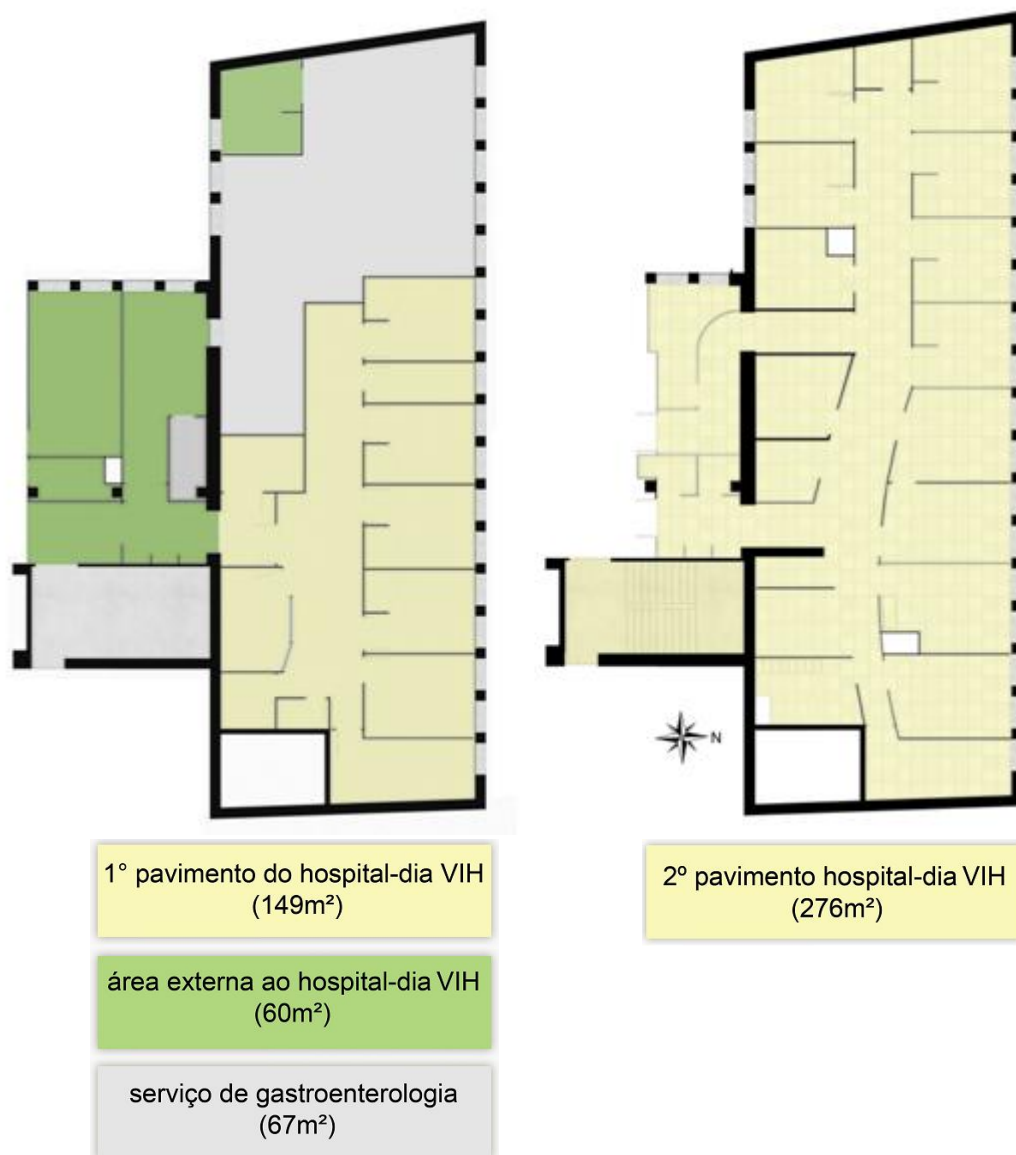 N
1° pavimento do hospital-dia VIH
(149m²)
2º pavimento hospital-dia VIH
(276m²)
área externa ao hospital-dia VIH
(60m²)
serviço de gastroenterologia
(67m²)